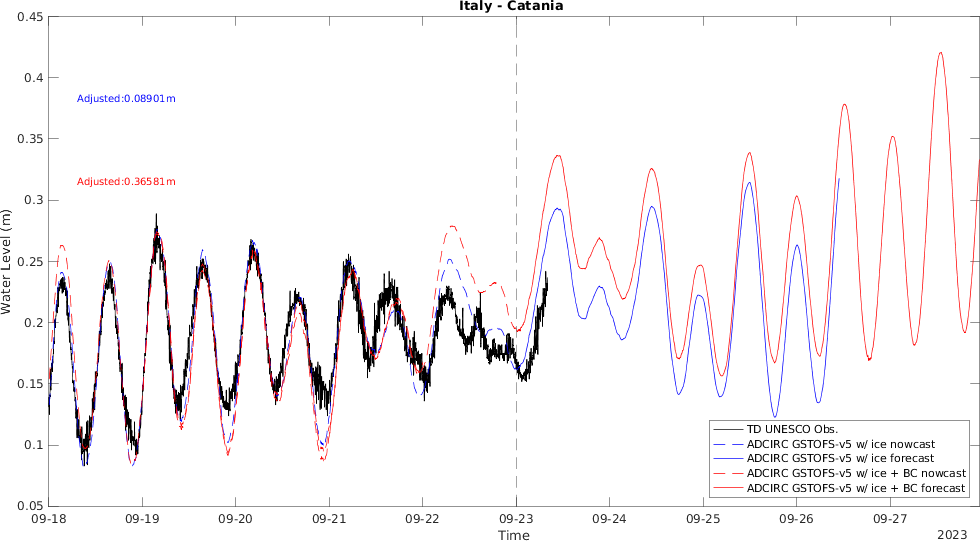 Italy - Catania
0.45
0.4
0.35
0.3
0.25
0.2
0.15
0.1
0.05
Water Level (m)
Adjusted:0.08901m
Adjusted:0.36581m
TD UNESCO Obs.
ADCIRC GSTOFS-v5 w/ ice nowcast
ADCIRC GSTOFS-v5 w/ ice forecast
ADCIRC GSTOFS-v5 w/ ice + BC nowcast
ADCIRC GSTOFS-v5 w/ ice + BC forecast
09-18 09-19 09-20 09-21 09-22 09-23 09-24 09-25 09-26 09-27
Time
2023